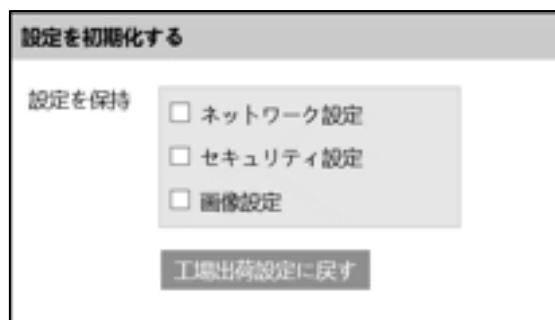 設定を初期化する
設定を保持
ネットワーク設定
セキュリティ設定
画像設定
工場出荷設定に戻す